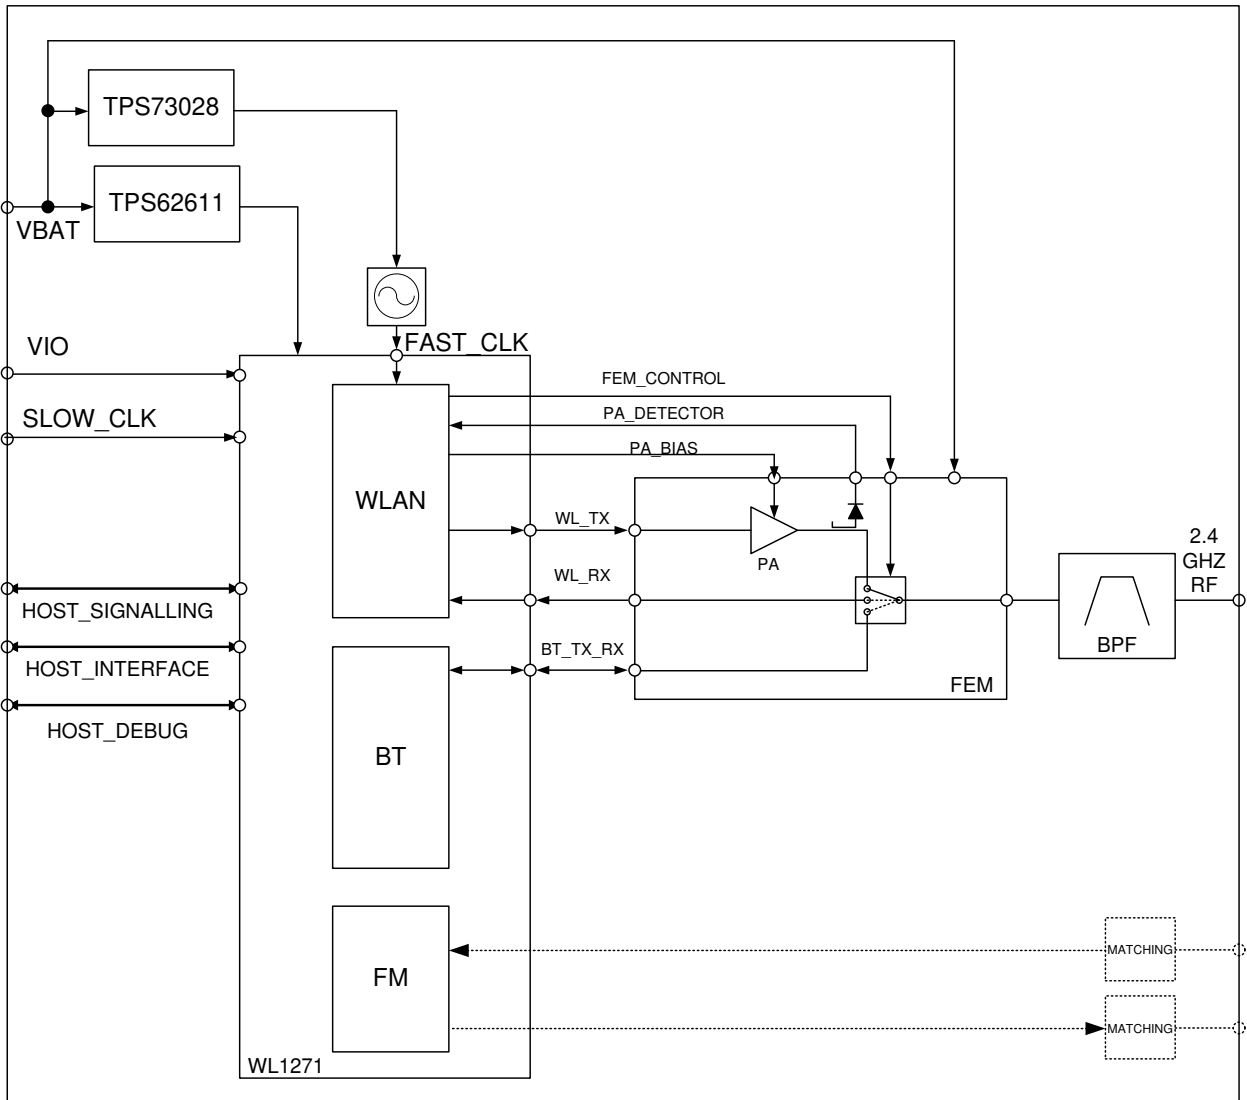 TPS73028
TPS62611
VBAT
VIO
FAST_CLK
SLOW_CLK
FEM_CONTROL
PA_DETECTOR
PA_BIAS
WLAN
WL_TX
PA
WL_RX
2.4
GHZ
RF
BPF
HOST_SIGNALLING
HOST_INTERFACE
HOST_DEBUG
BT_TX_RX
FEM
BT
FM
MATCHING
MATCHING
WL1271